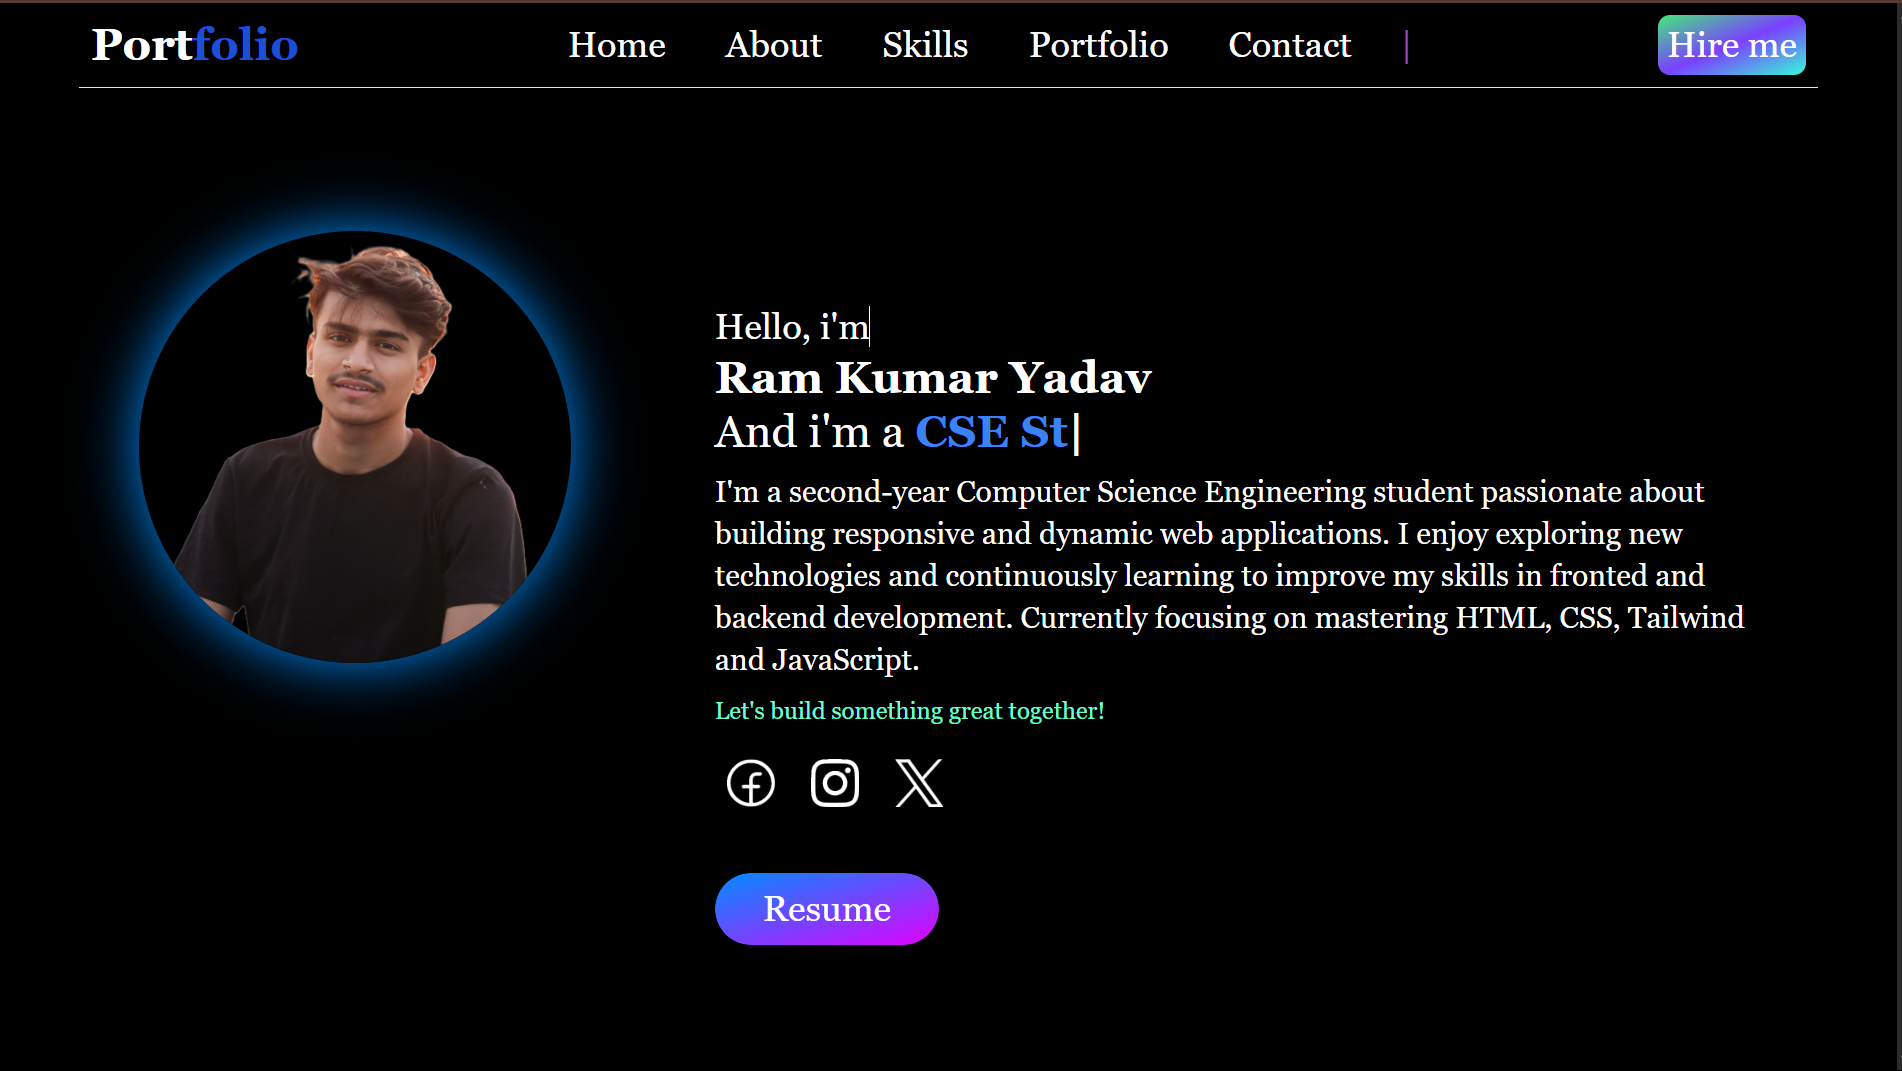 Portfolio Home About Skills Portfolio Contact | Hire me
Hello, i'm
Ram Kumar Yadav
And i'm a CSE St|
I'm a second-year Computer Science Engineering student passionate about
building responsive and dynamic web applications. I enjoy exploring new
technologies and continuously learning to improve my skills in fronted and
backend development. Currently focusing on mastering HTML, CSS, Tailwind
and JavaScript.
Let's build something great together!
Resume